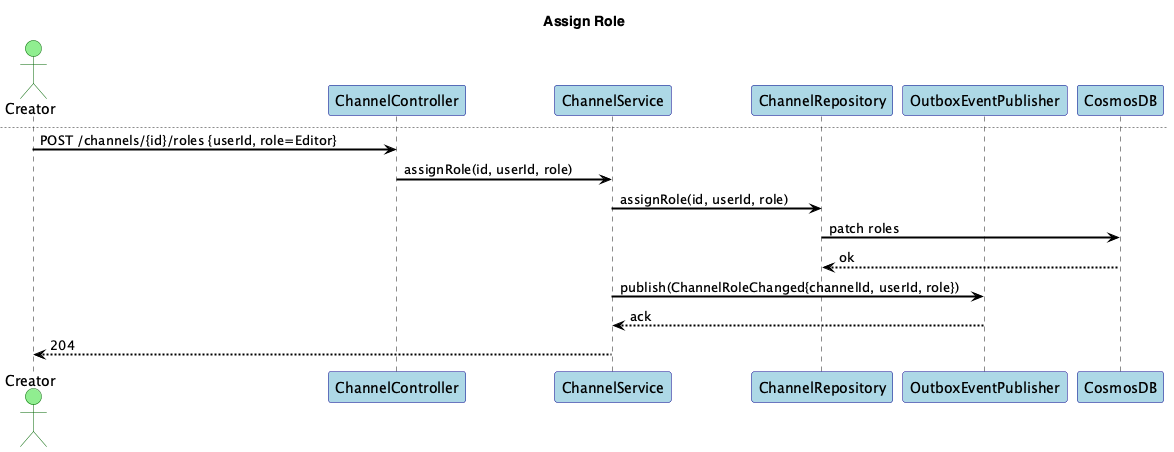 Assign Role
Creator
ChannelController
ChannelService
ChannelRepository
OutboxEventPublisher
CosmosDB
POST /channels/{id}/roles {userId, role=Editor}
assignRole(id, userId, role)
assignRole(id, userId, role)
patch roles
ok
publish(ChannelRoleChanged{channelId, userId, role})
ack
204
Creator
ChannelController
ChannelService
ChannelRepository
OutboxEventPublisher
CosmosDB